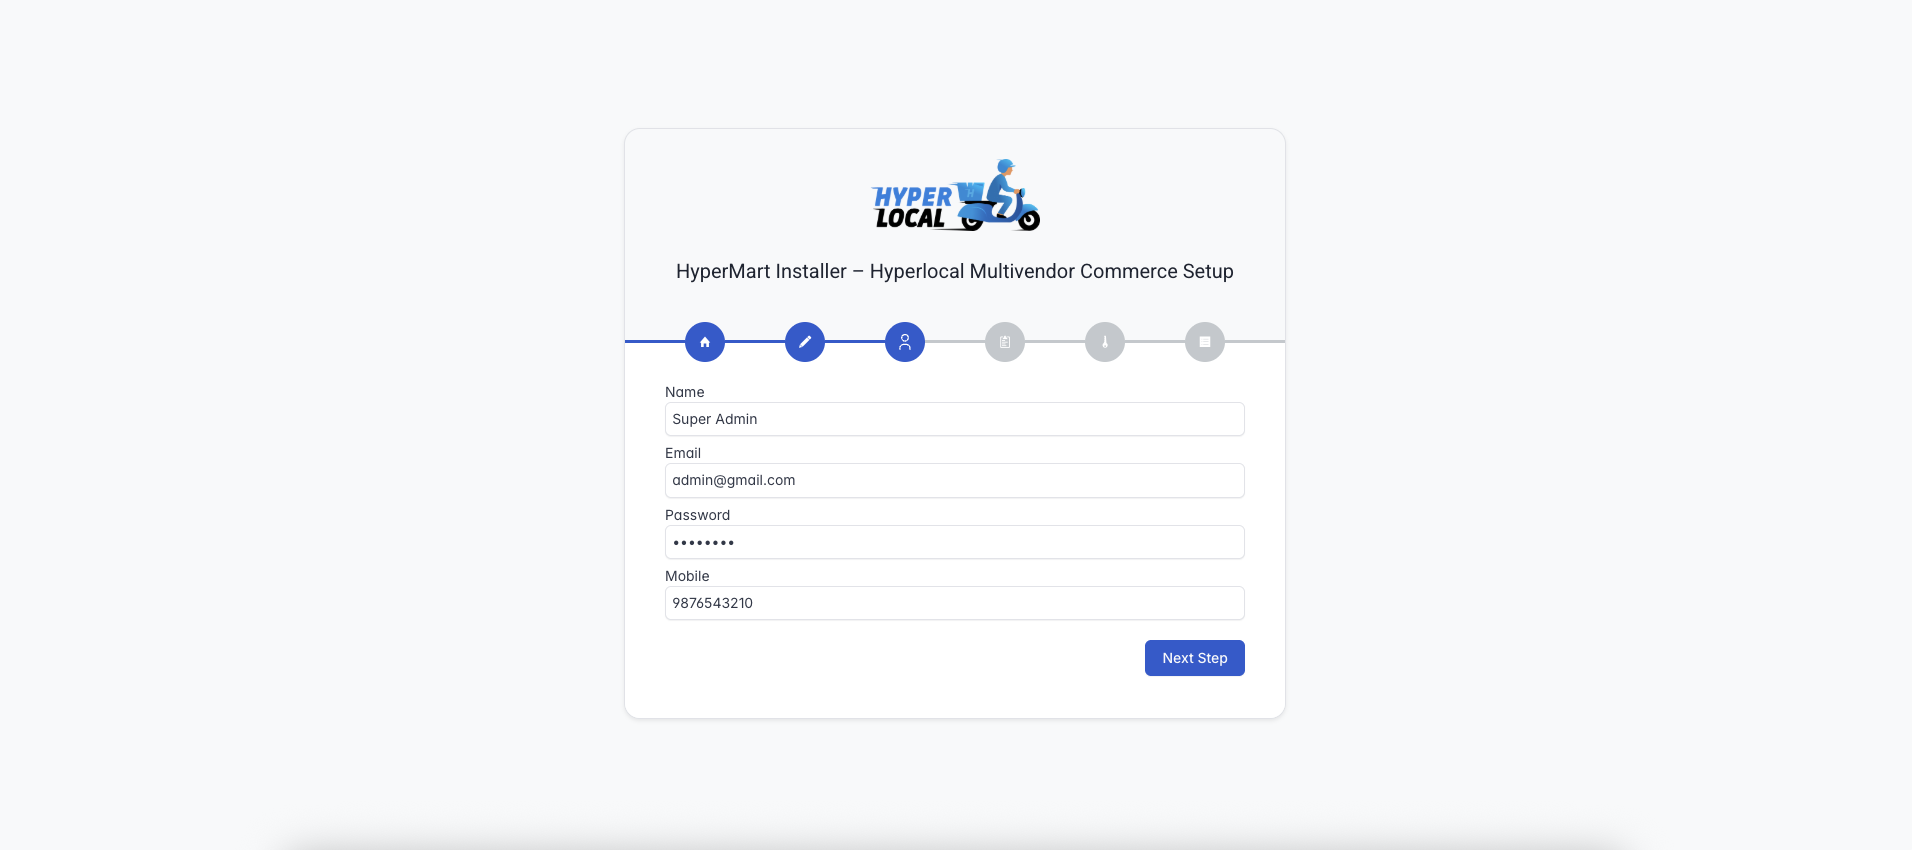 HYPER
LOCAL
HyperMart Installer – Hyperlocal Multivendor Commerce Setup
Name
Super Admin
Email
admin@gmail.com
Password
••••••••
Mobile
9876543210
Next Step